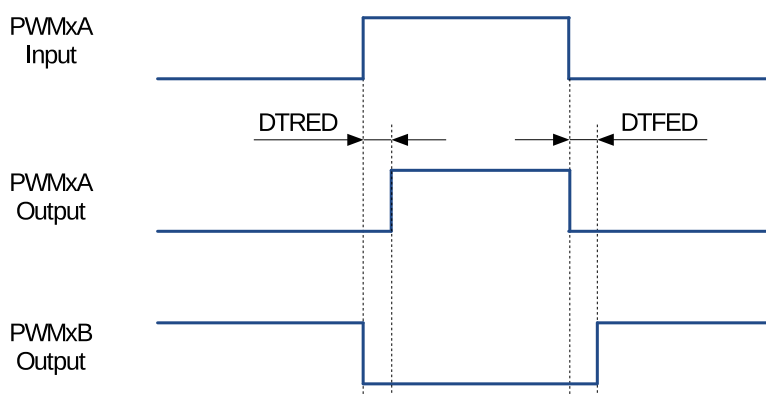 PWMxA
Input
DTRED
DTFED
PWMxA
Output
PWMxB
Output